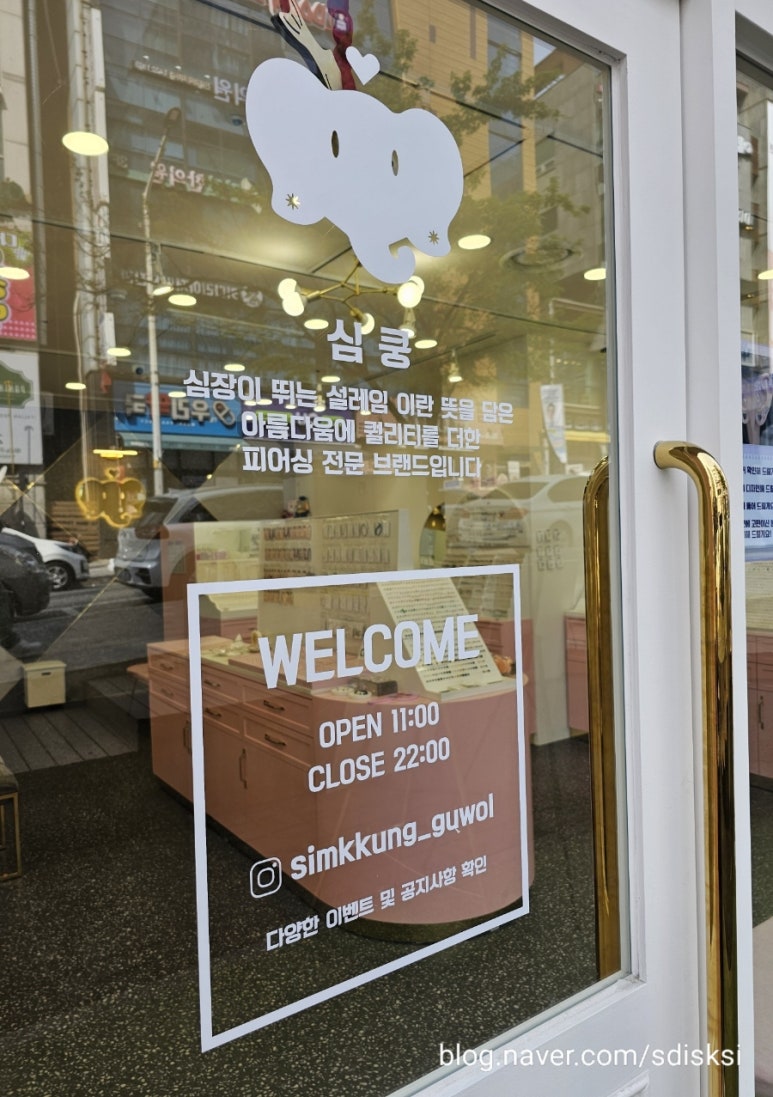 심쿵
심장이 뛰는 설레임 이란 뜻을 담은
아름다움에 퀄리티를 더한
피어싱 전문 브랜드입니다
WELCOME
OPEN 11:00
CLOSE 22:00
simkkung_guwol
다양한 이벤트 및 공지사항 확인
blog.naver.com/sdisksi